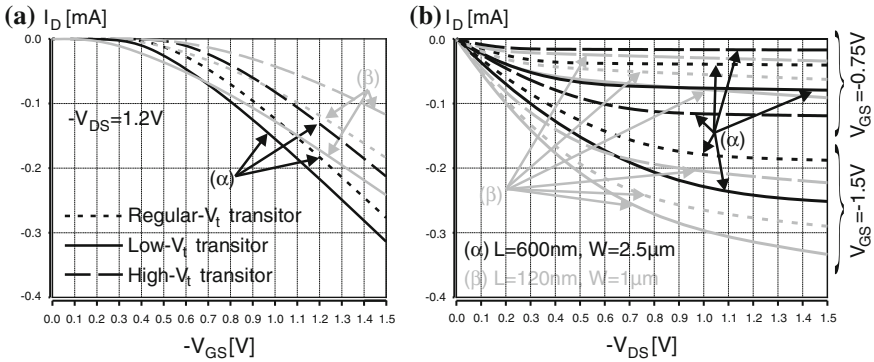 (a) I_D [mA]
0.0
-0.1
-0.2
-0.3
-0.4
-V_DS=1.2V
(β)
(α)
Regular-V_t transitor
Low-V_t transitor
High-V_t transitor
0.0 0.1 0.2 0.3 0.4 0.5 0.6 0.7 0.8 0.9 1.0 1.1 1.2 1.3 1.4 1.5
-V_GS[V]
(b) I_D [mA]
0.0
-0.1
-0.2
-0.3
-0.4
(α)
(β)
(α) L=600nm, W=2.5μm
(β) L=120nm, W=1μm
0.0 0.1 0.2 0.3 0.4 0.5 0.6 0.7 0.8 0.9 1.0 1.1 1.2 1.3 1.4 1.5
-V_DS[V]
V_GS=-0.75V
V_GS=-1.5V